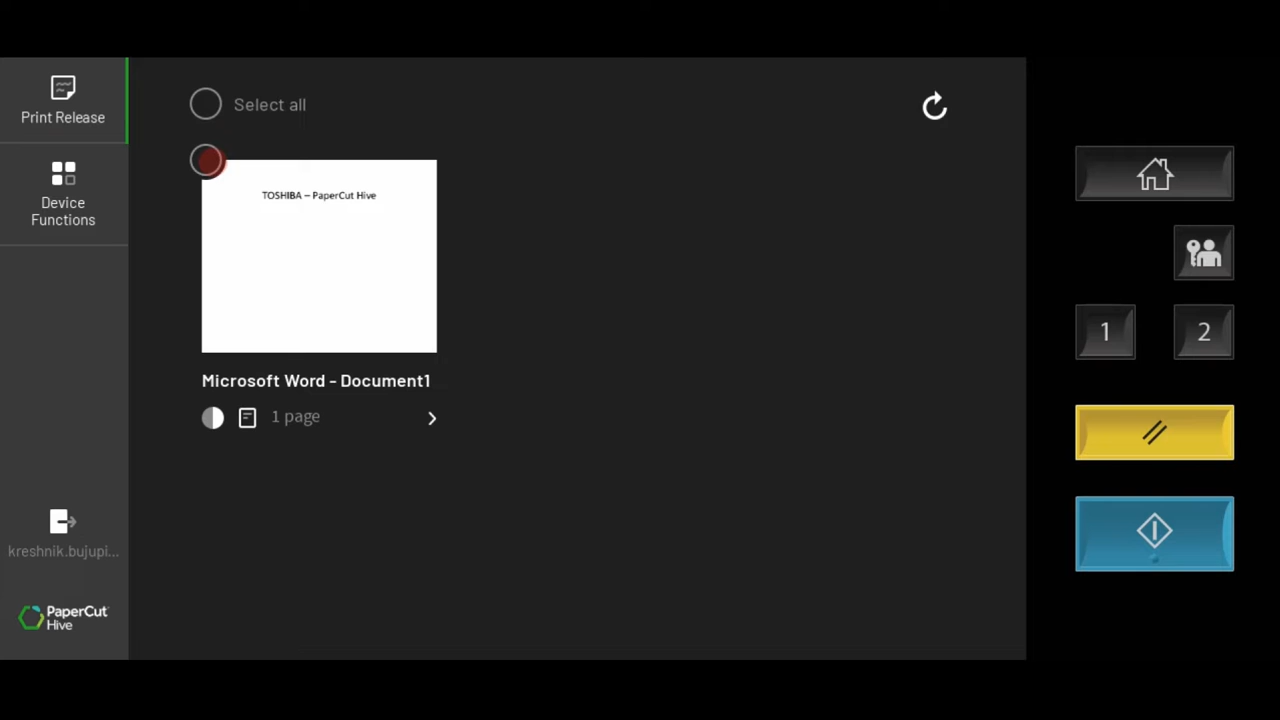 Print Release
Select all
TOSHIBA – PaperCut Hive
Device
Functions
Microsoft Word - Document1
1 page
kreshnik.bujupi...
PaperCut
Hive
1
2